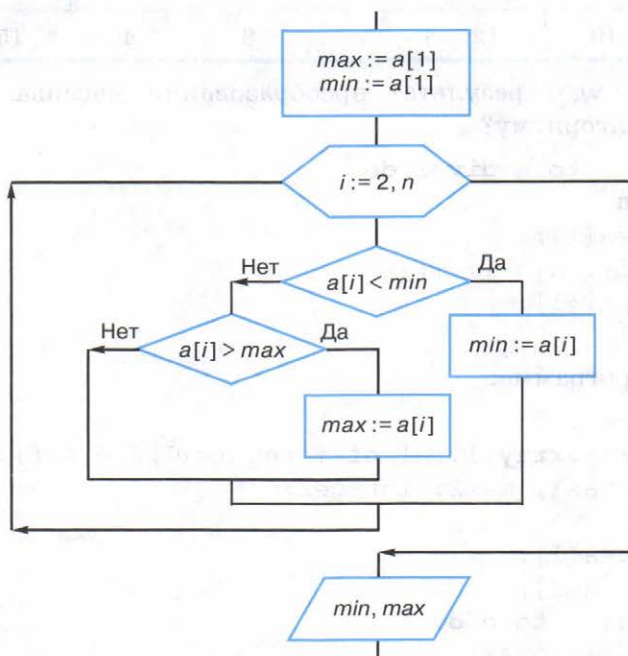 max := a[1]
min := a[1]
i := 2, n
Нет
a[i] < min
Да
Нет
a[i] > max
Да
min := a[i]
max := a[i]
min, max